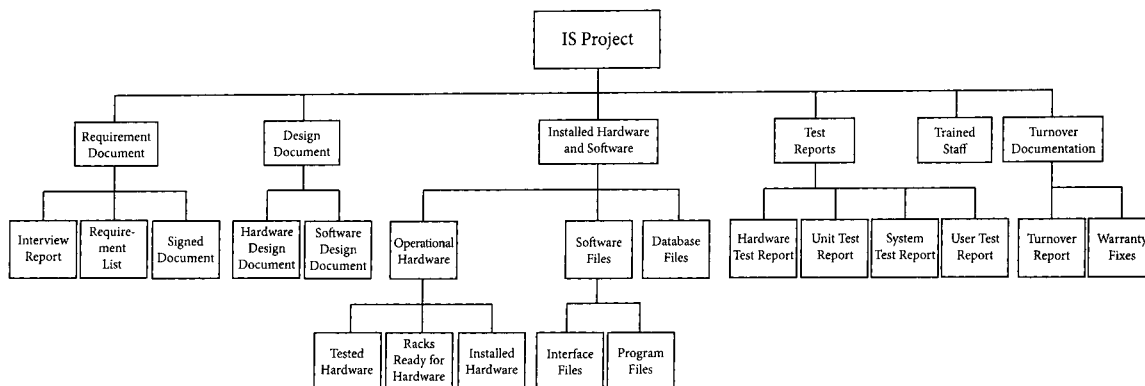 IS Project
Requirement
Document
Design
Document
Installed Hardware
and Software
Test
Reports
Trained
Staff
Turnover
Documentation
Interview
Report
Require-
ment
List
Signed
Document
Hardware
Design
Document
Software
Design
Document
Operational
Hardware
Software
Files
Database
Files
Hardware
Test Report
Unit Test
Report
System
Test Report
User Test
Report
Turnover
Report
Warranty
Fixes
Tested
Hardware
Racks
Ready for
Hardware
Installed
Hardware
Interface
Files
Program
Files